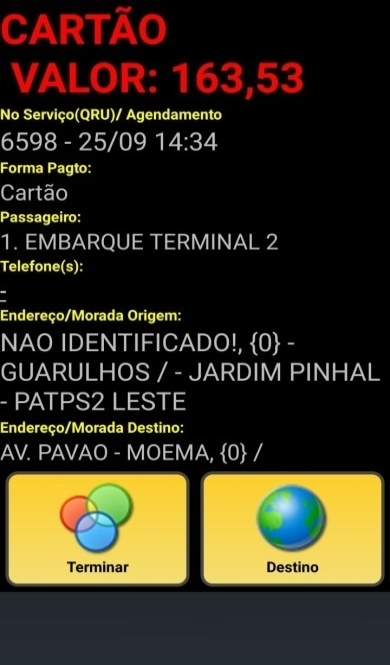 CARTÃO
VALOR: 163,53
No Serviço(QRU)/ Agendamento
6598 - 25/09 14:34
Forma Pagto:
Cartão
Passageiro:
1. EMBARQUE TERMINAL 2
Telefone(s):
-
Endereço/Morada Origem:
NAO IDENTIFICADO!, {0} -
GUARULHOS / - JARDIM PINHAL
- PATPS2 LESTE
Endereço/Morada Destino:
AV. PAVAO - MOEMA, {0} /
Terminar
Destino